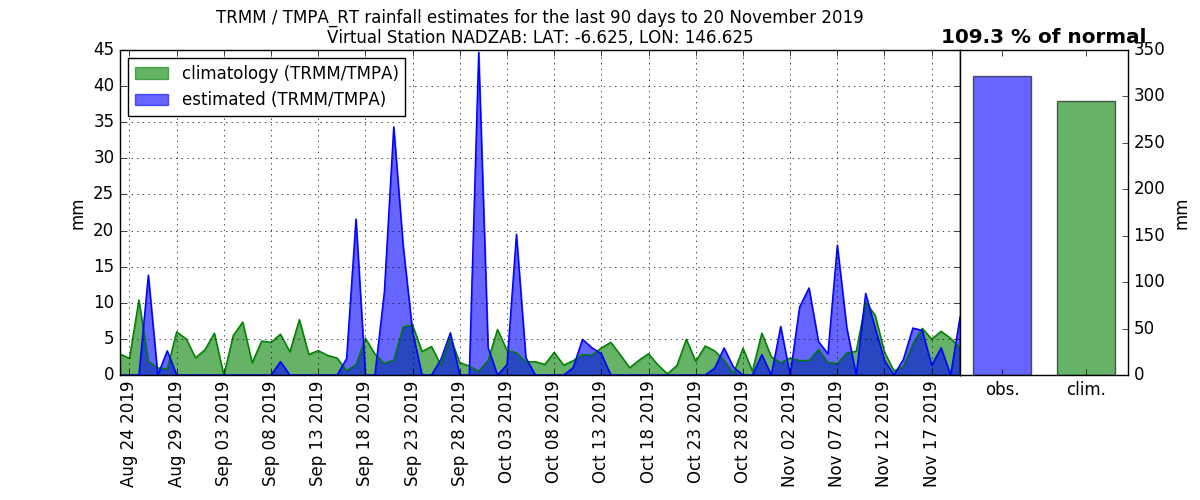 TRMM / TMPA_RT rainfall estimates for the last 90 days to 20 November 2019
Virtual Station NADZAB: LAT: -6.625, LON: 146.625
109.3 % of normal
climatology (TRMM/TMPA)
estimated (TRMM/TMPA)
45
40
35
30
25
20
15
10
5
0
mm
Aug 24 2019
Aug 29 2019
Sep 03 2019
Sep 08 2019
Sep 13 2019
Sep 18 2019
Sep 23 2019
Sep 28 2019
Oct 03 2019
Oct 08 2019
Oct 13 2019
Oct 18 2019
Oct 23 2019
Oct 28 2019
Nov 02 2019
Nov 07 2019
Nov 12 2019
Nov 17 2019
obs.
clim.
350
300
250
200
150
100
50
0
mm